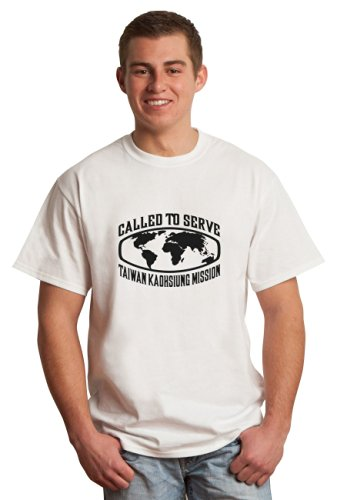 CALLED TO SERVE
TAIWAN KAOHSIUNG MISSION